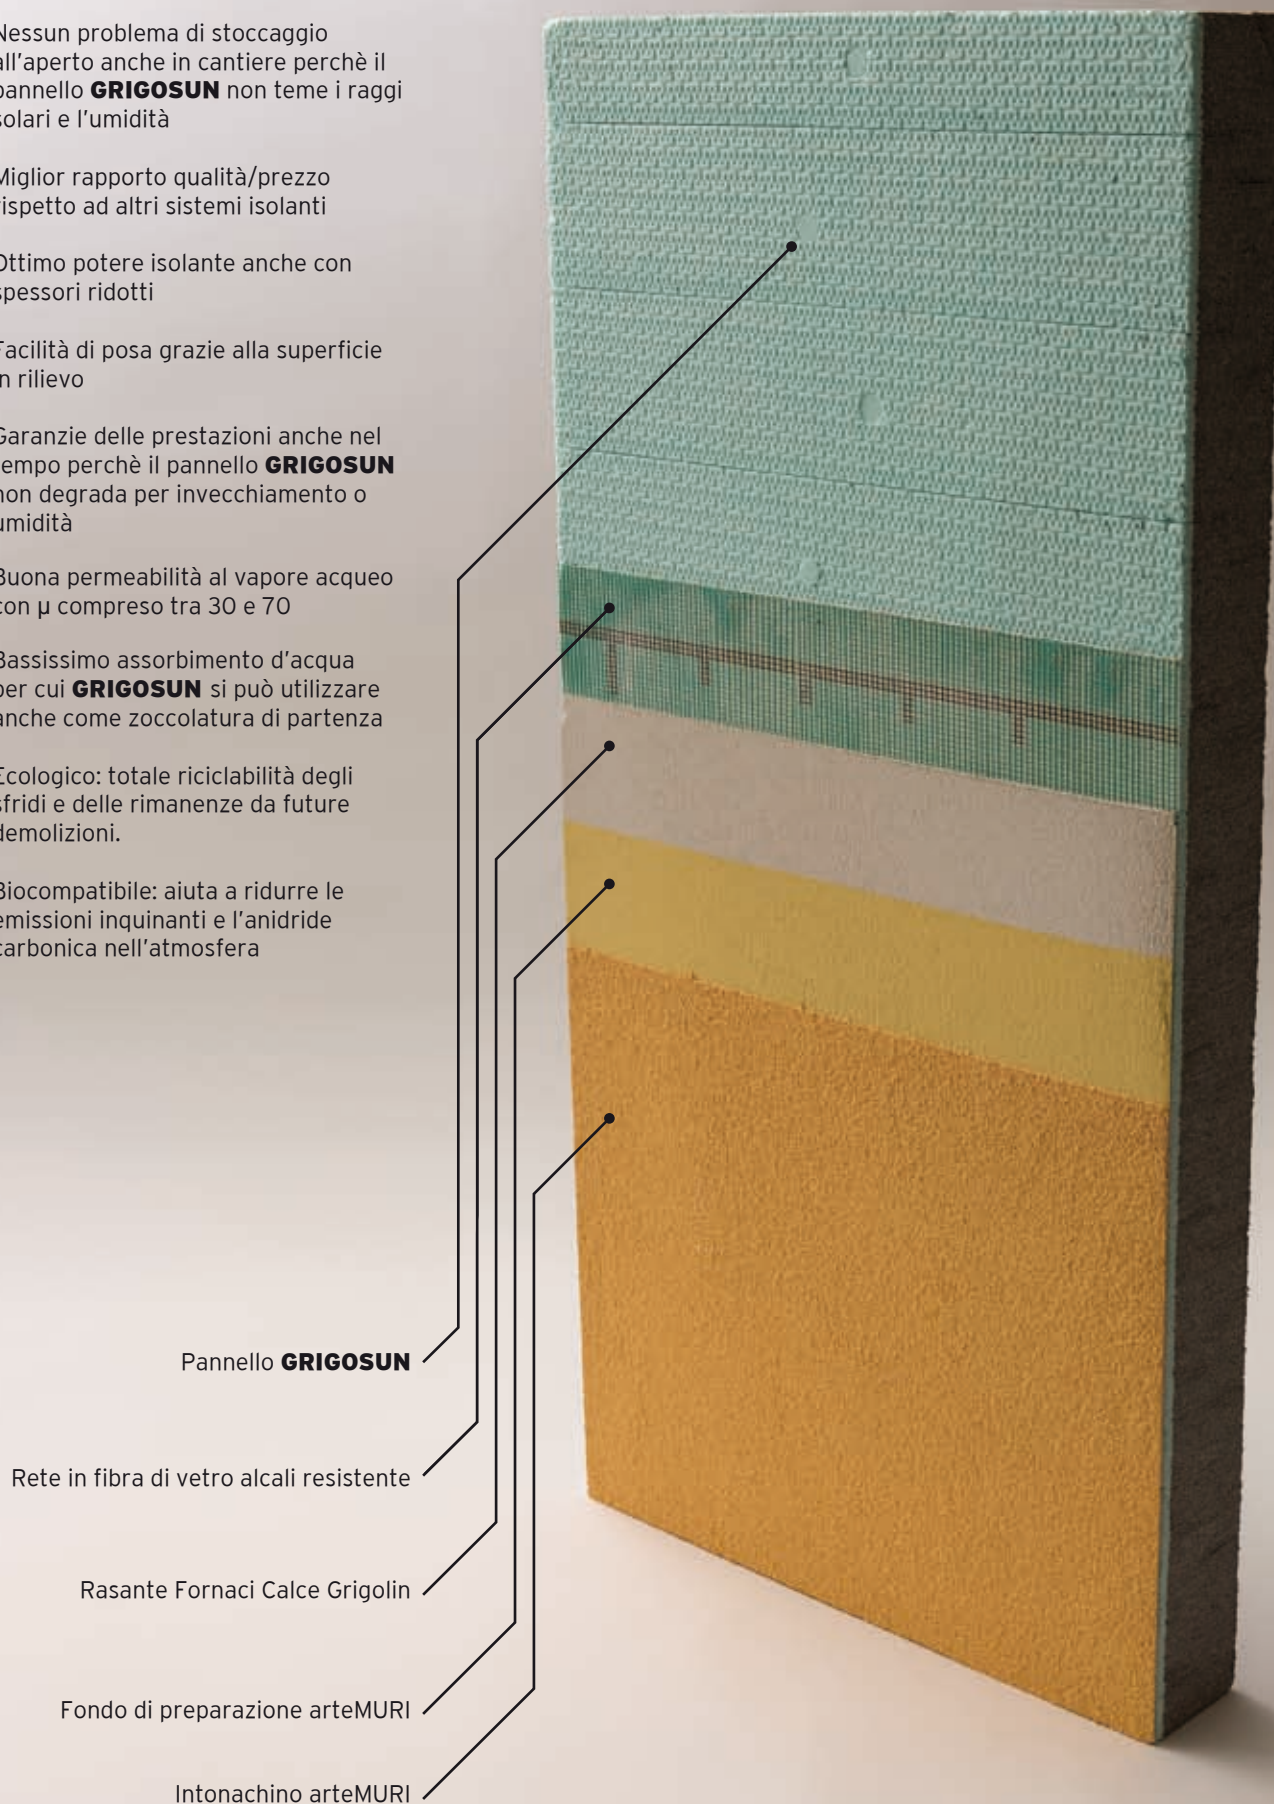 Nessun problema di stoccaggio
all'aperto anche in cantiere perchè il
pannello GRIGOSUN non teme i raggi
solari e l'umidità
Miglior rapporto qualità/prezzo
rispetto ad altri sistemi isolanti
Ottimo potere isolante anche con
spessori ridotti
Facilità di posa grazie alla superficie
in rilievo
Garanzie delle prestazioni anche nel
tempo perchè il pannello GRIGOSUN
non degrada per invecchiamento o
umidità
Buona permeabilità al vapore acqueo
con µ compreso tra 30 e 70
Bassissimo assorbimento d'acqua
per cui GRIGOSUN si può utilizzare
anche come zoccolatura di partenza
Ecologico: totale riciclabilità degli
sfridi e delle rimanenze da future
demolizioni.
Biocompatibile: aiuta a ridurre le
emissioni inquinanti e l'anidride
carbonica nell'atmosfera
Pannello GRIGOSUN
Rete in fibra di vetro alcali resistente
Rasante Fornaci Calce Grigolin
Fondo di preparazione arteMURI
Intonachino arteMURI